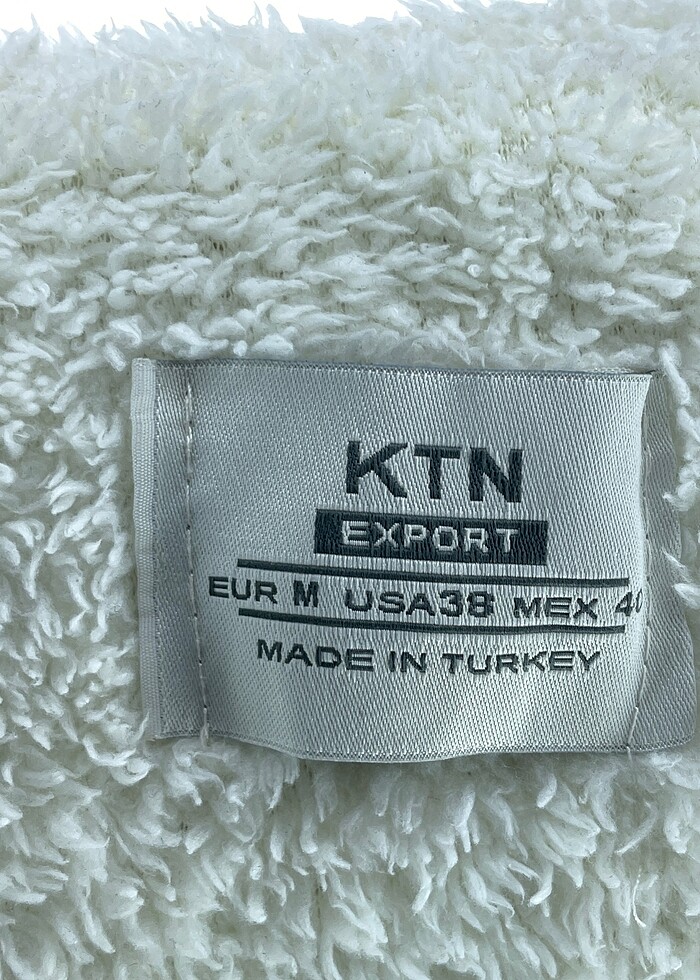 KTN
EXPORT
EUR M USA38 MEX 40
MADE IN TURKEY